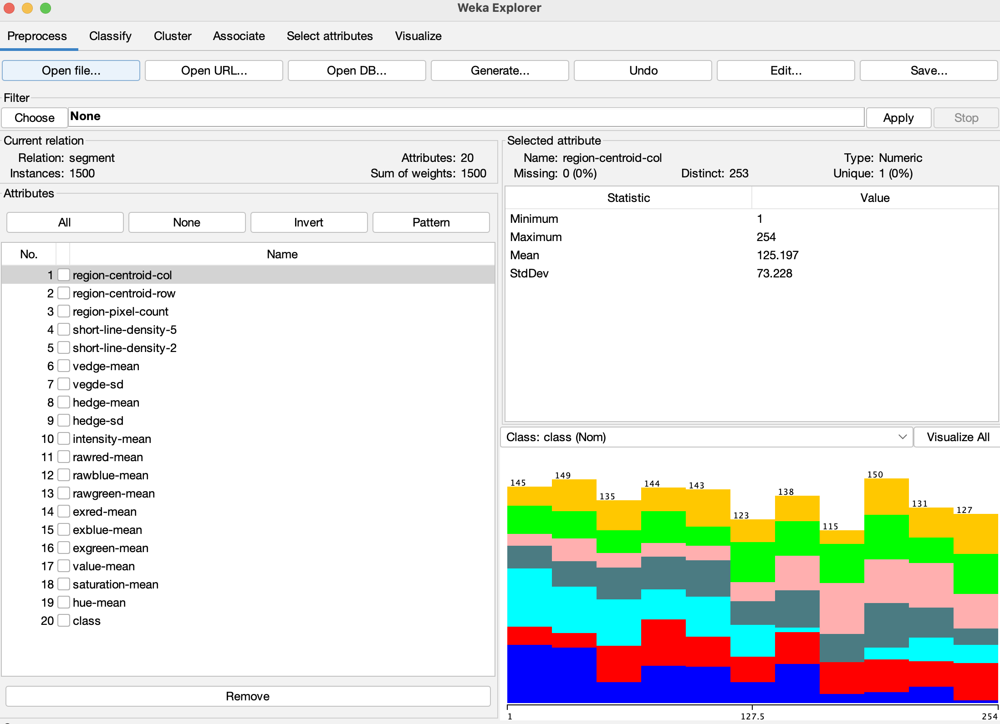 Weka Explorer
Preprocess Classify Cluster Associate Select attributes Visualize
Open file... Open URL... Open DB... Generate... Undo Edit... Save...
Filter
Choose None Apply Stop
Current relation
Relation: segment Attributes: 20
Instances: 1500 Sum of weights: 1500
Attributes
All None Invert Pattern
No. Name
1 region-centroid-col
2 region-centroid-row
3 region-pixel-count
4 short-line-density-5
5 short-line-density-2
6 vedge-mean
7 vegde-sd
8 hedge-mean
9 hedge-sd
10 intensity-mean
11 rawred-mean
12 rawblue-mean
13 rawgreen-mean
14 exred-mean
15 exblue-mean
16 exgreen-mean
17 value-mean
18 saturation-mean
19 hue-mean
20 class
Remove
Selected attribute
Name: region-centroid-col Type: Numeric
Missing: 0 (0%) Distinct: 253 Unique: 1 (0%)
Statistic Value
Minimum 1
Maximum 254
Mean 125.197
StdDev 73.228
Class: class (Nom) Visualize All
145 149 135 144 143 123 138 115 150 131 127
1 127.5 254